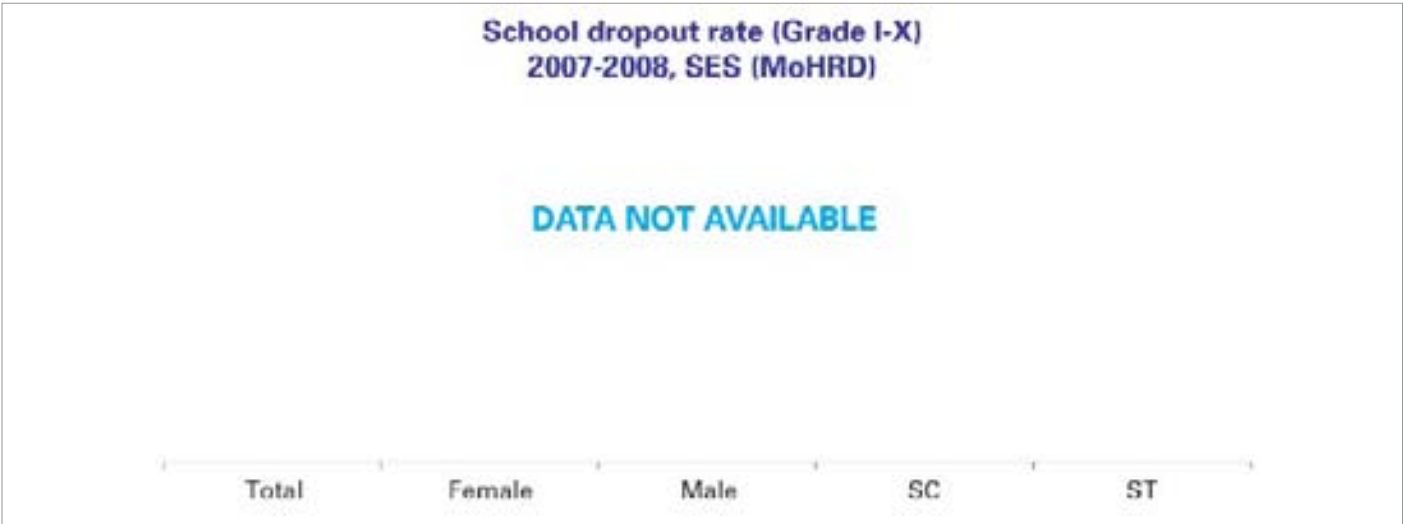 School dropout rate (Grade I-X)
2007-2008, SES (MoHRD)
DATA NOT AVAILABLE
Total Female Male SC ST